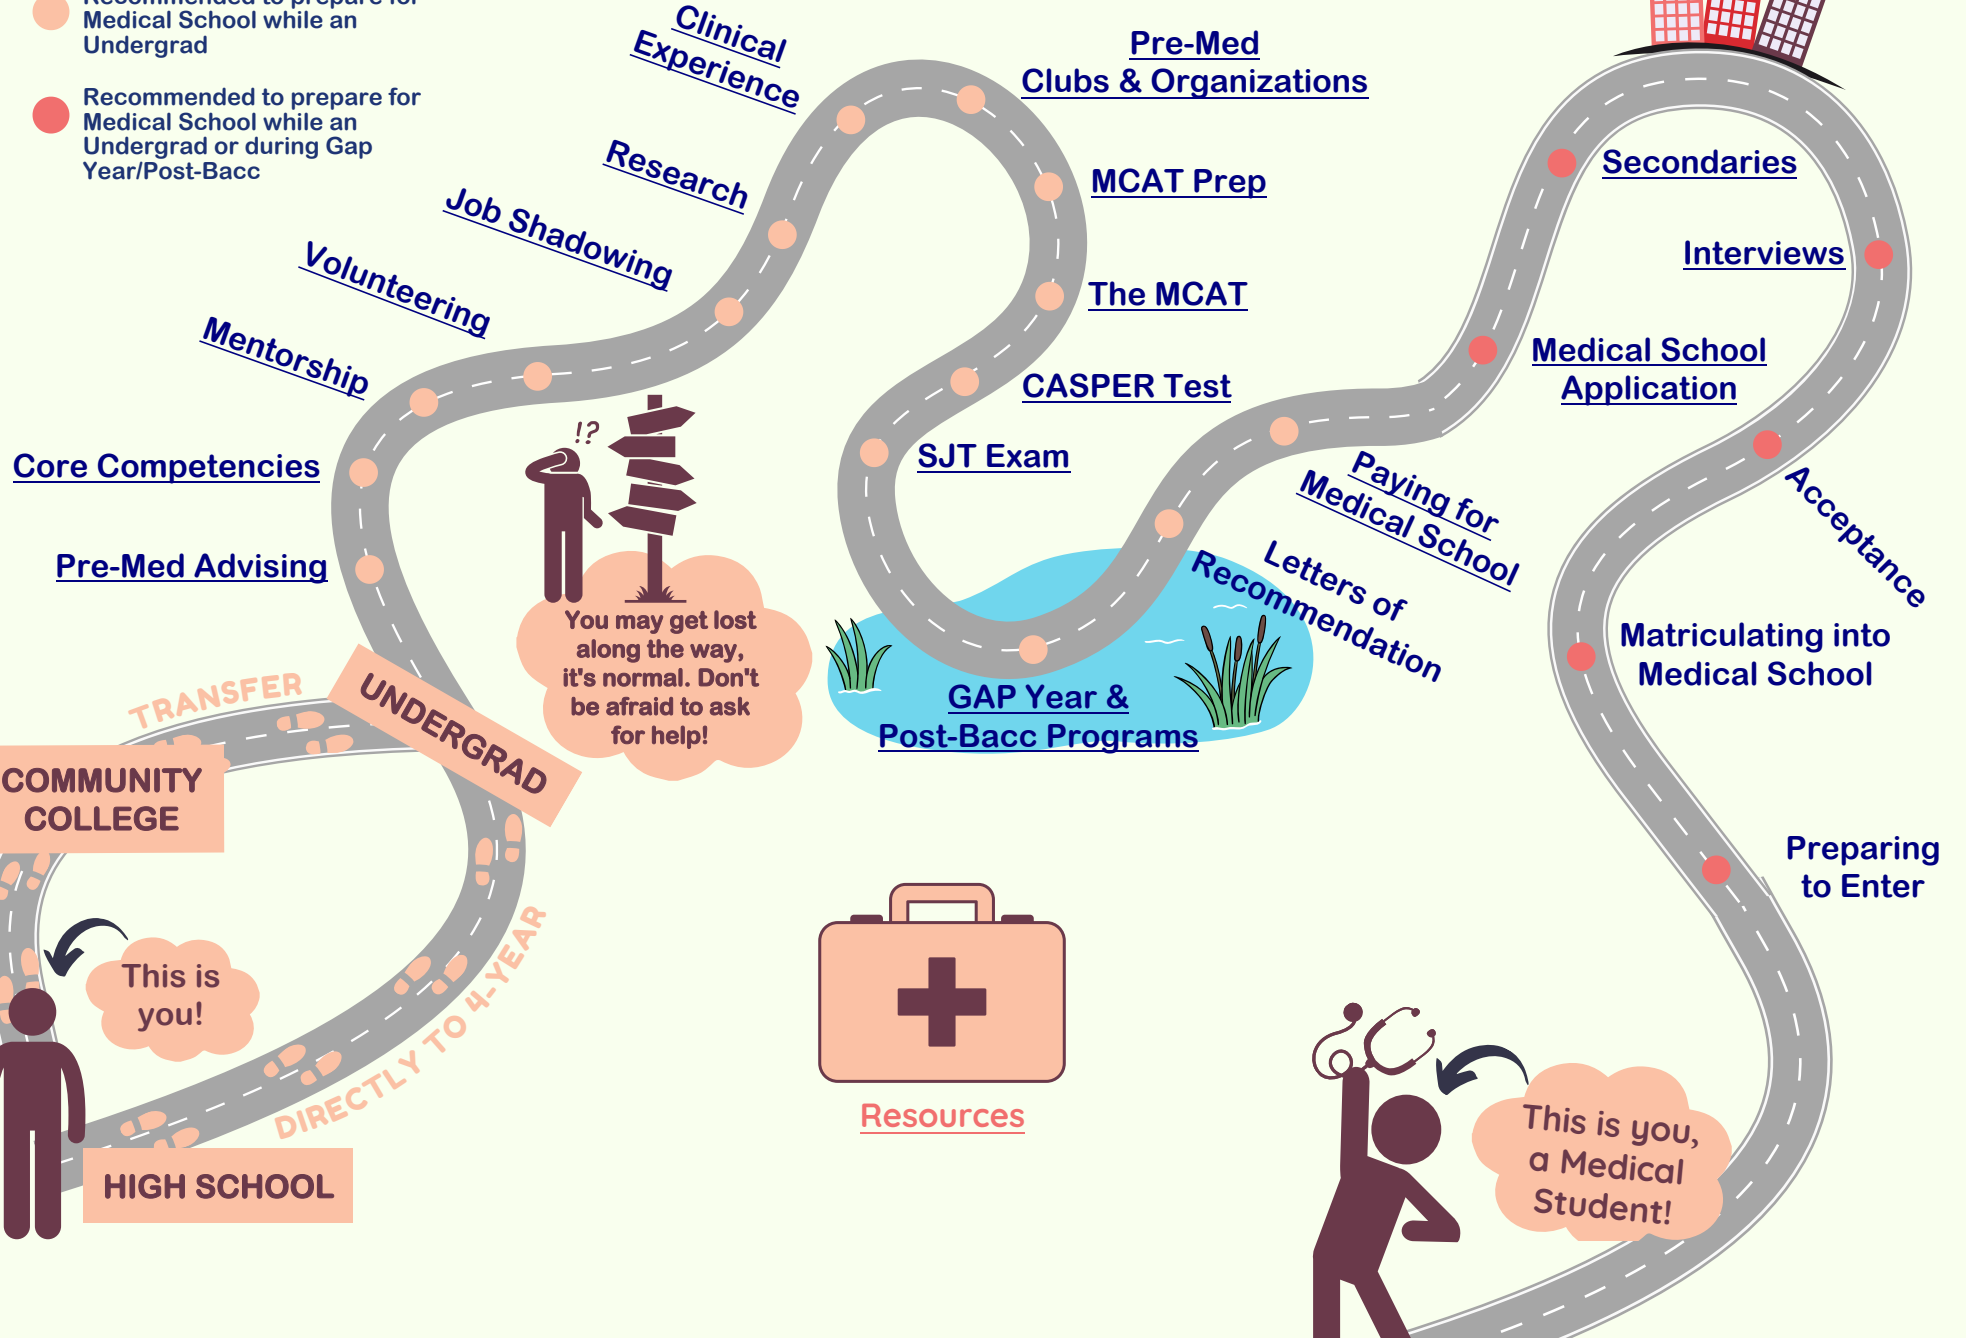 Recommended to prepare for
Medical School while an
Undergrad
Recommended to prepare for
Medical School while an
Undergrad or during Gap
Year/Post-Bacc
Clinical
Experience
Research
Job Shadowing
Volunteering
Mentorship
Core Competencies
Pre-Med Advising
Pre-Med
Clubs & Organizations
MCAT Prep
The MCAT
CASPER Test
SJT Exam
GAP Year &
Post-Bacc Programs
Letters of
Recommendation
Paying for
Medical School
Medical School
Application
Secondaries
Interviews
Acceptance
Matriculating into
Medical School
Preparing
to Enter
!?
You may get lost
along the way,
it's normal. Don't
be afraid to ask
for help!
TRANSFER
UNDERGRAD
COMMUNITY
COLLEGE
This is
you!
DIRECTLY TO 4-YEAR
HIGH SCHOOL
Resources
This is you,
a Medical
Student!